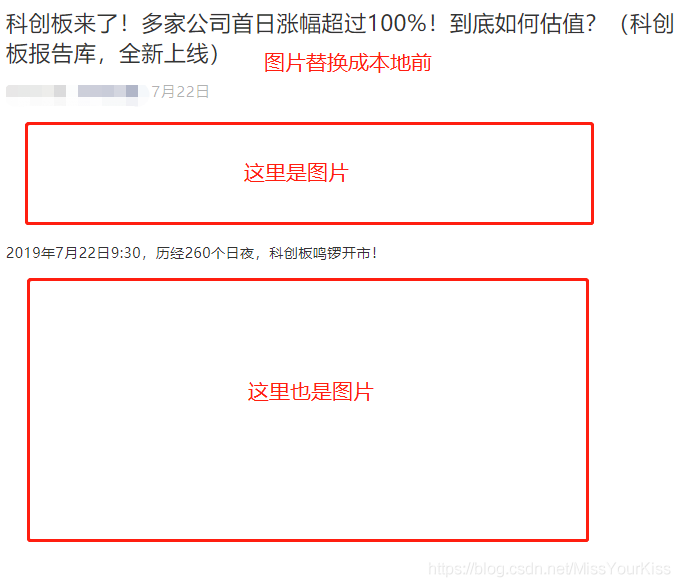 科创板来了！多家公司首日涨幅超过100%！到底如何估值？（科创
板报告库，全新上线）
图片替换成本地前
7月22日
这里是图片
2019年7月22日9:30，历经260个日夜，科创板鸣锣开市！
这里也是图片
https://blog.csdn.net/MissYourKiss